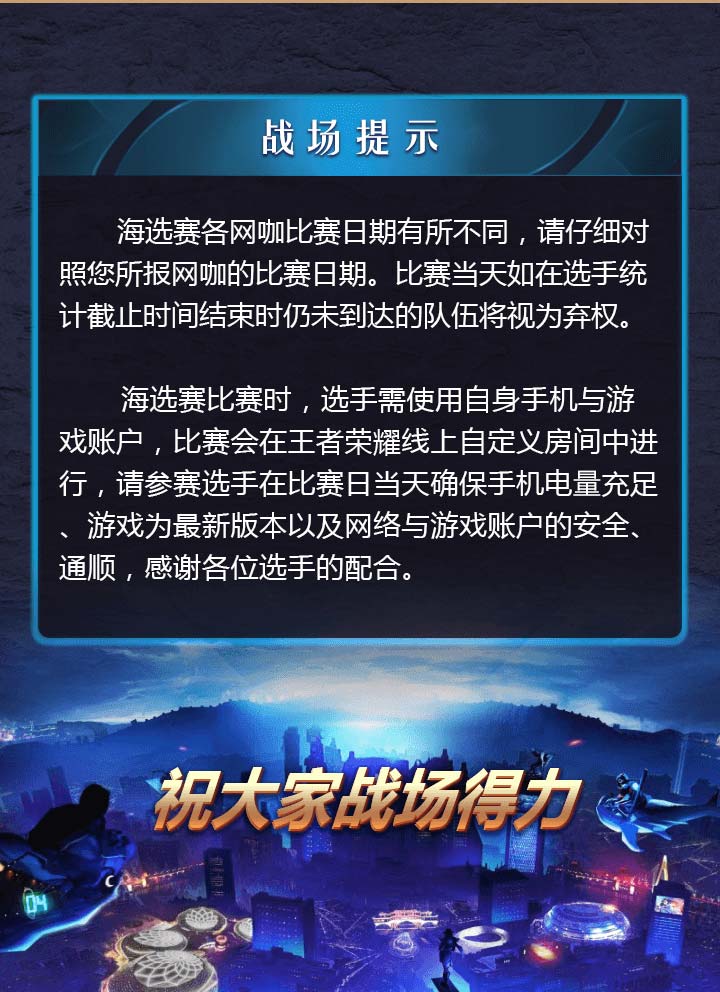 战场提示
海选赛各网咖比赛日期有所不同，请仔细对
照您所报网咖的比赛日期。比赛当天如在选手统
计截止时间结束时仍未到达的队伍将视为弃权。
海选赛比赛时，选手需使用自身手机与游
戏账户，比赛会在王者荣耀线上自定义房间中进
行，请参赛选手在比赛日当天确保手机电量充足
、游戏为最新版本以及网络与游戏账户的安全、
通顺，感谢各位选手的配合。
祝大家战场得力
04